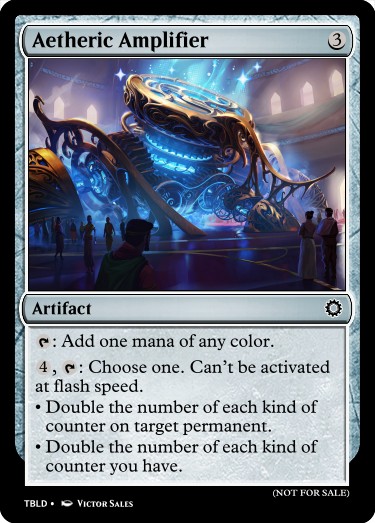 Aetheric Amplifier 3
Artifact
: Add one mana of any color.
4, : Choose one. Can't be activated
at flash speed.
• Double the number of each kind of
counter on target permanent.
• Double the number of each kind of
counter you have.
(NOT FOR SALE)
TBLD • Victor Sales